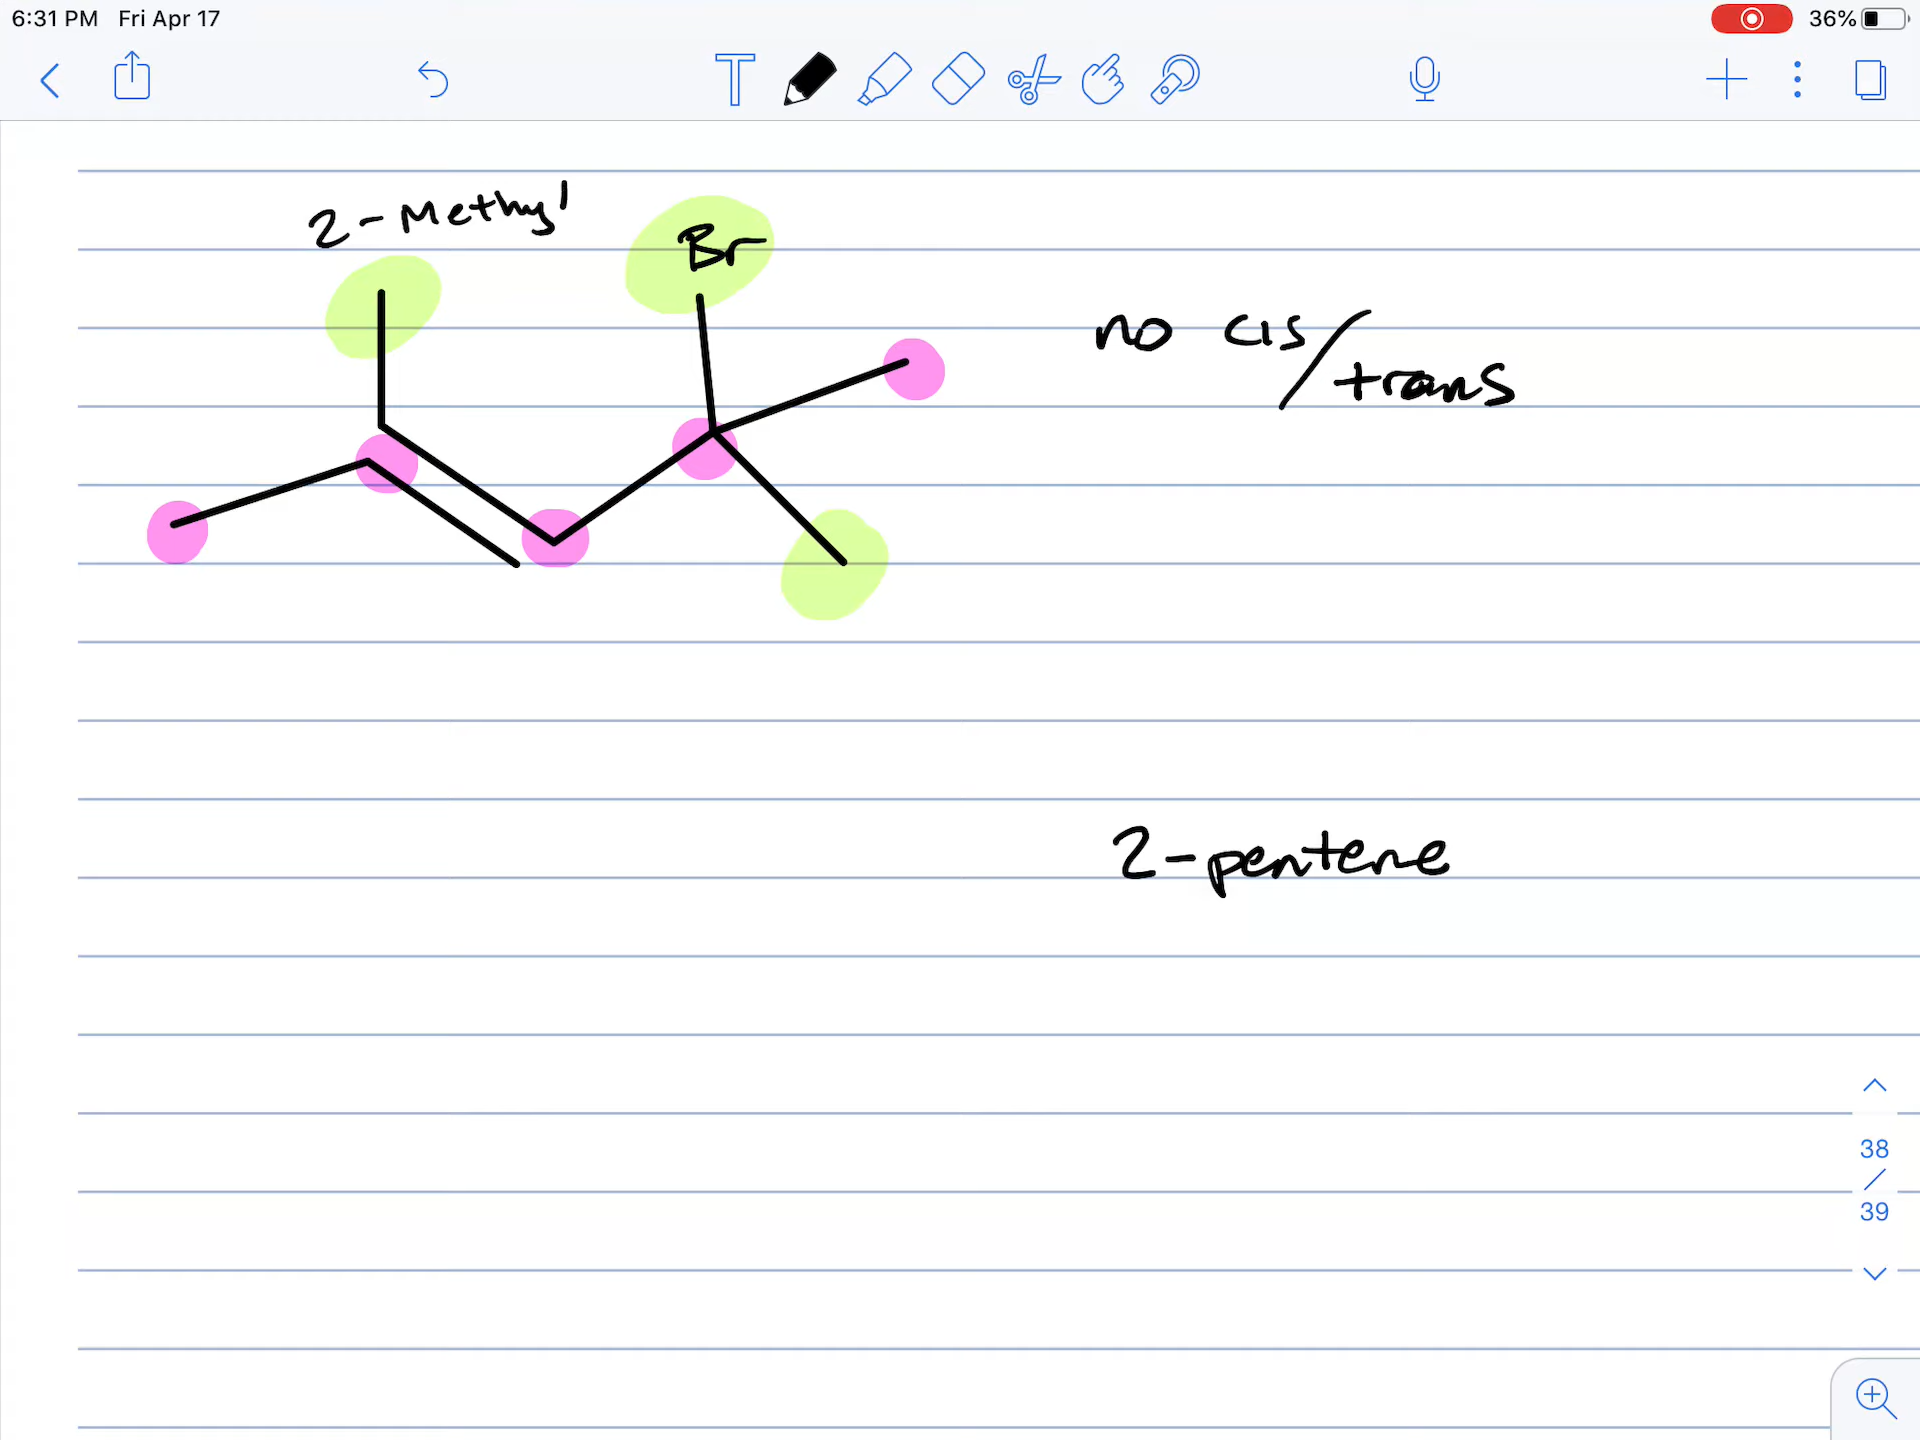 6:31 PM Fri Apr 17
36%
2-Methyl
Br
no cis/
trans
2-pentene
38
/
39